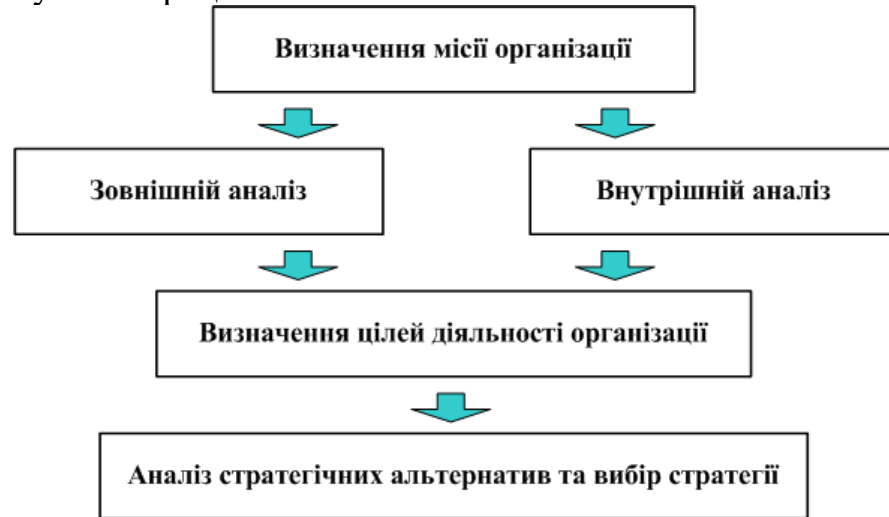 Визначення місії організації
Зовнішній аналіз
Внутрішній аналіз
Визначення цілей діяльності організації
Аналіз стратегічних альтернатив та вибір стратегії